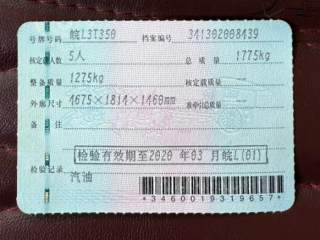 号牌号码 皖L3T350 档案编号 341302008439
核定载人数 5人 总质量 1775kg
整备质量 1275kg 核定载质量 --
外廓尺寸 4675×1814×1460mm 准牵引总质量 --
备注
检验有效期至2020年03月皖L(01)
检验记录
汽油
*3460019319657*